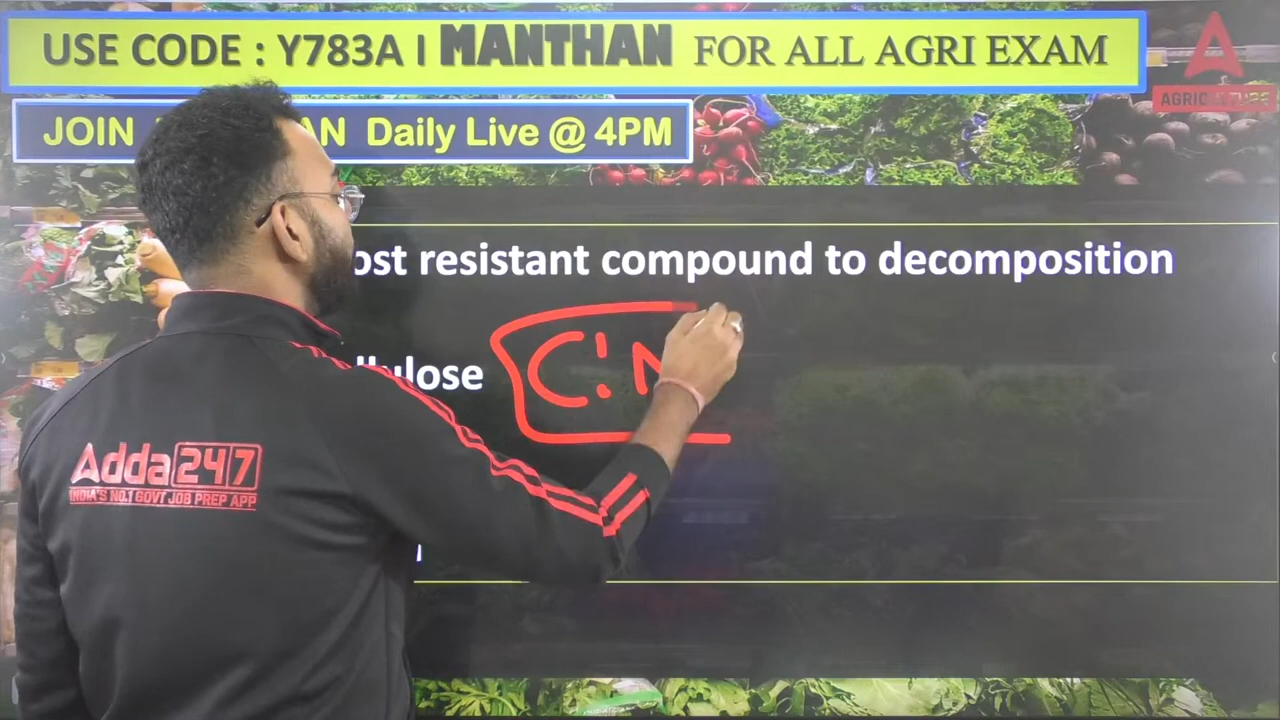 USE CODE : Y783A I MANTHAN FOR ALL AGRI EXAM
JOIN AN Daily Live @ 4PM
AGRICULTURE
ost resistant compound to decomposition
llulose
C:N
Adda247
INDIA'S NO.1 GOVT JOB PREP APP